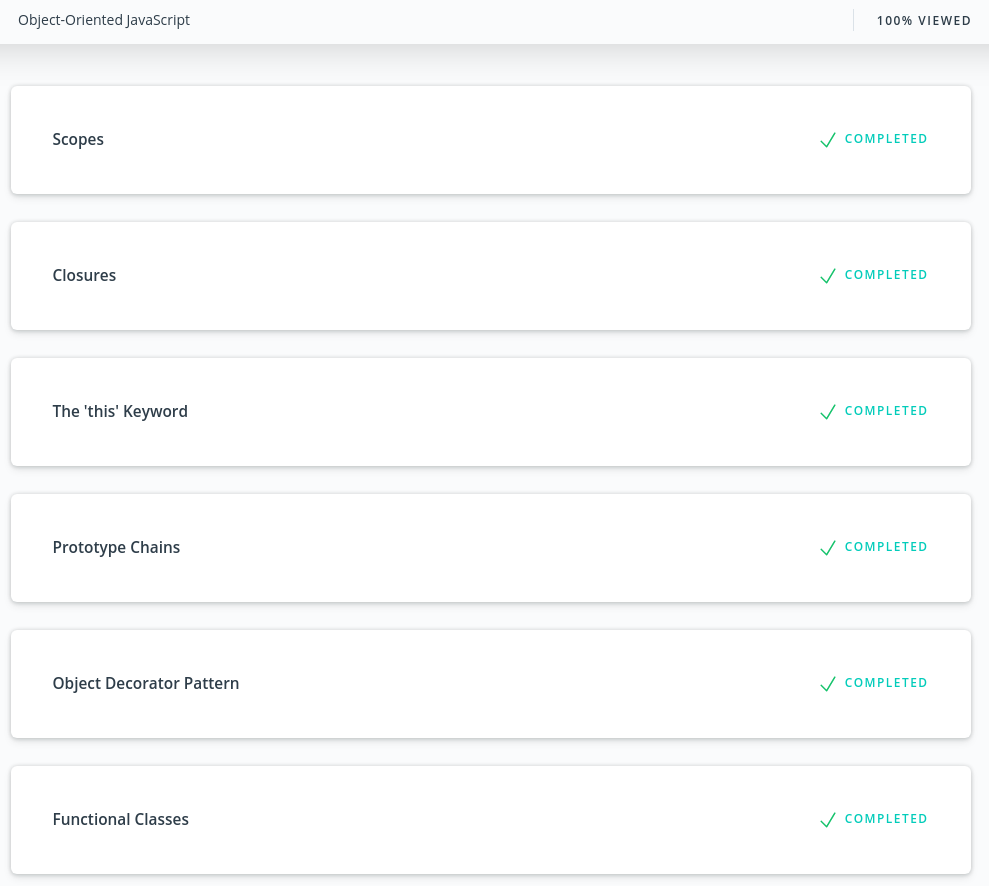 Object-Oriented JavaScript 100% VIEWED
Scopes COMPLETED
Closures COMPLETED
The 'this' Keyword COMPLETED
Prototype Chains COMPLETED
Object Decorator Pattern COMPLETED
Functional Classes COMPLETED